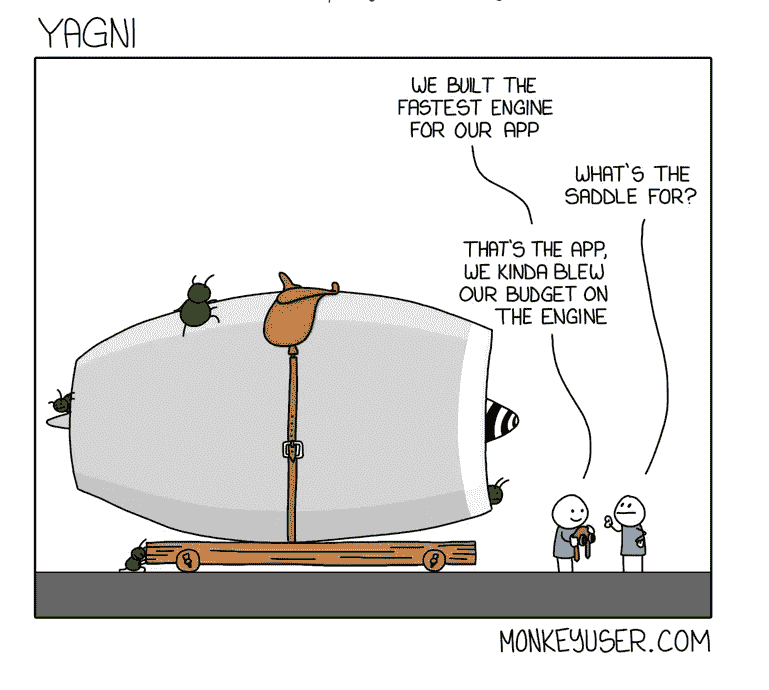 YAGNI
WE BUILT THE
FASTEST ENGINE
FOR OUR APP
WHAT'S THE
SADDLE FOR?
THAT'S THE APP,
WE KINDA BLEW
OUR BUDGET ON
THE ENGINE
MONKEYUSER.COM